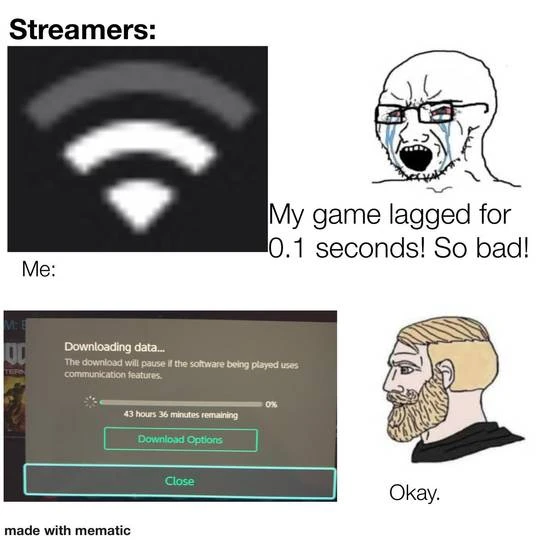 Streamers:
My game lagged for
0.1 seconds! So bad!
Me:
Downloading data...
The download will pause if the software being played uses
communication features.
0%
43 hours 36 minutes remaining
Download Options
Close
Okay.
made with mematic